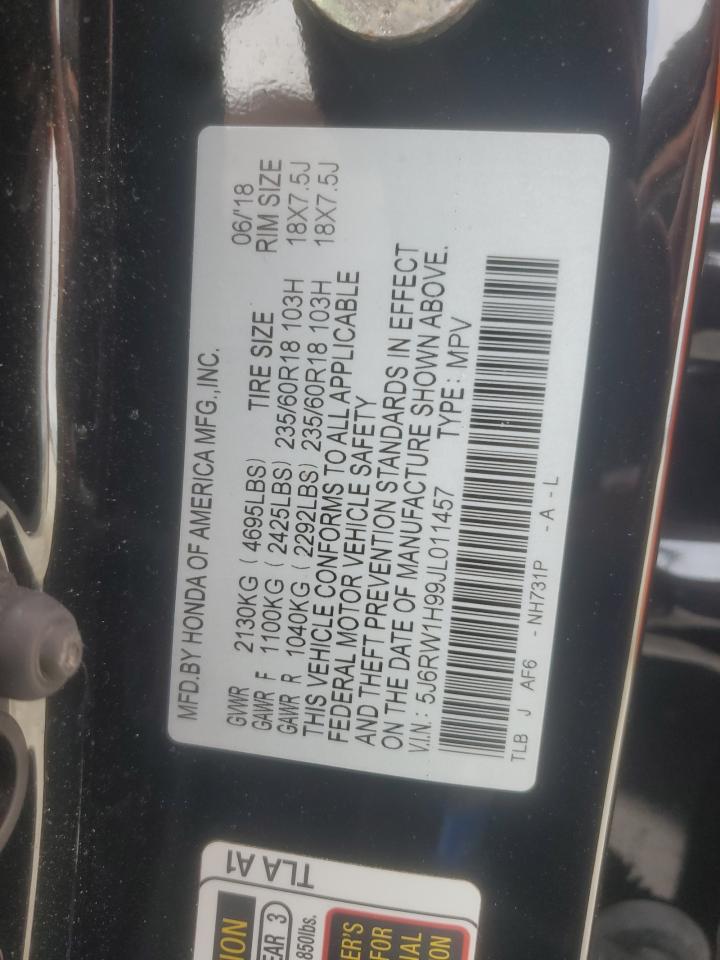 MFD.BY HONDA OF AMERICA MFG.,INC.
06/'18
GVWR 2130KG ( 4695LBS) TIRE SIZE RIM SIZE
GAWR F 1100KG ( 2425LBS) 235/60R18 103H 18X7.5J
GAWR R 1040KG ( 2292LBS) 235/60R18 103H 18X7.5J
THIS VEHICLE CONFORMS TO ALL APPLICABLE
FEDERAL MOTOR VEHICLE SAFETY
AND THEFT PREVENTION STANDARDS IN EFFECT
ON THE DATE OF MANUFACTURE SHOWN ABOVE.
V.I.N.: 5J6RW1H99JL011457 TYPE: MPV
TLB J AF6 -NH731P -A-L
TLA A1
3
850lbs.
FOR